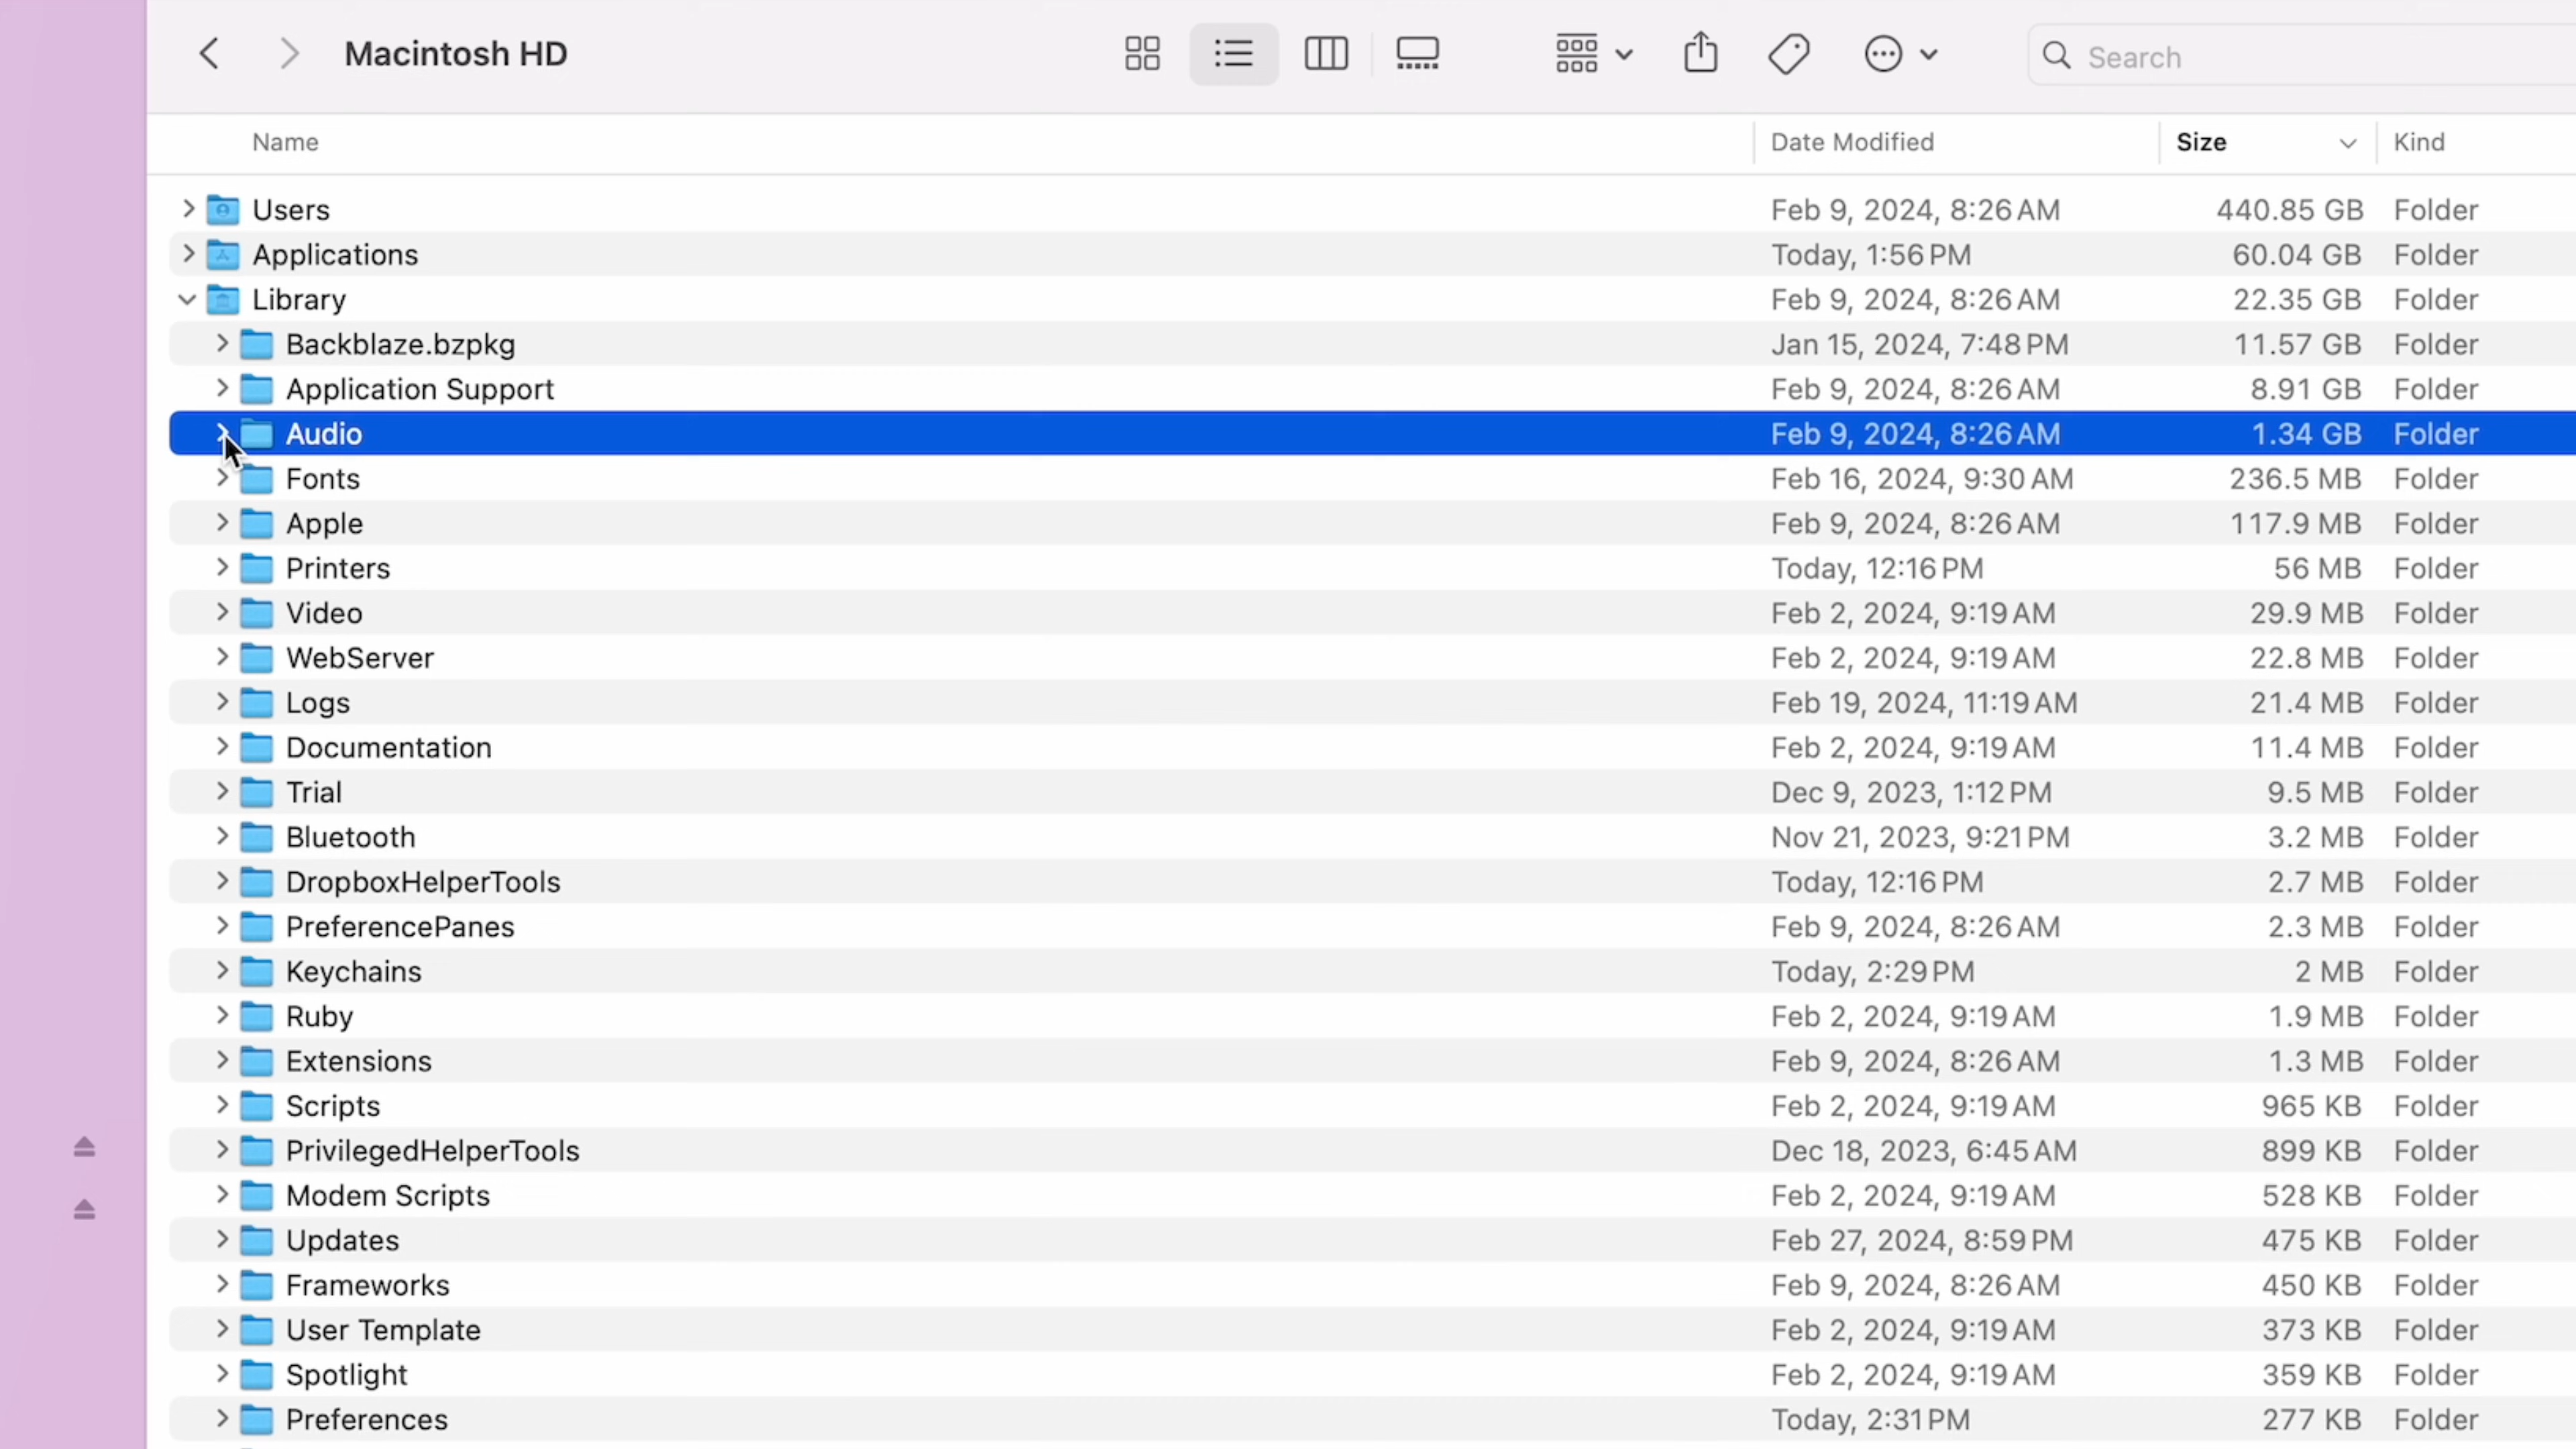 Macintosh HD
Search
Name Date Modified Size Kind
Users Feb 9, 2024, 8:26 AM 440.85 GB Folder
Applications Today, 1:56 PM 60.04 GB Folder
Library Feb 9, 2024, 8:26 AM 22.35 GB Folder
Backblaze.bzpkg Jan 15, 2024, 7:48 PM 11.57 GB Folder
Application Support Feb 9, 2024, 8:26 AM 8.91 GB Folder
Audio Feb 9, 2024, 8:26 AM 1.34 GB Folder
Fonts Feb 16, 2024, 9:30 AM 236.5 MB Folder
Apple Feb 9, 2024, 8:26 AM 117.9 MB Folder
Printers Today, 12:16 PM 56 MB Folder
Video Feb 2, 2024, 9:19 AM 29.9 MB Folder
WebServer Feb 2, 2024, 9:19 AM 22.8 MB Folder
Logs Feb 19, 2024, 11:19 AM 21.4 MB Folder
Documentation Feb 2, 2024, 9:19 AM 11.4 MB Folder
Trial Dec 9, 2023, 1:12 PM 9.5 MB Folder
Bluetooth Nov 21, 2023, 9:21 PM 3.2 MB Folder
DropboxHelperTools Today, 12:16 PM 2.7 MB Folder
PreferencePanes Feb 9, 2024, 8:26 AM 2.3 MB Folder
Keychains Today, 2:29 PM 2 MB Folder
Ruby Feb 2, 2024, 9:19 AM 1.9 MB Folder
Extensions Feb 9, 2024, 8:26 AM 1.3 MB Folder
Scripts Feb 2, 2024, 9:19 AM 965 KB Folder
PrivilegedHelperTools Dec 18, 2023, 6:45 AM 899 KB Folder
Modem Scripts Feb 2, 2024, 9:19 AM 528 KB Folder
Updates Feb 27, 2024, 8:59 PM 475 KB Folder
Frameworks Feb 9, 2024, 8:26 AM 450 KB Folder
User Template Feb 2, 2024, 9:19 AM 373 KB Folder
Spotlight Feb 2, 2024, 9:19 AM 359 KB Folder
Preferences Today, 2:31 PM 277 KB Folder